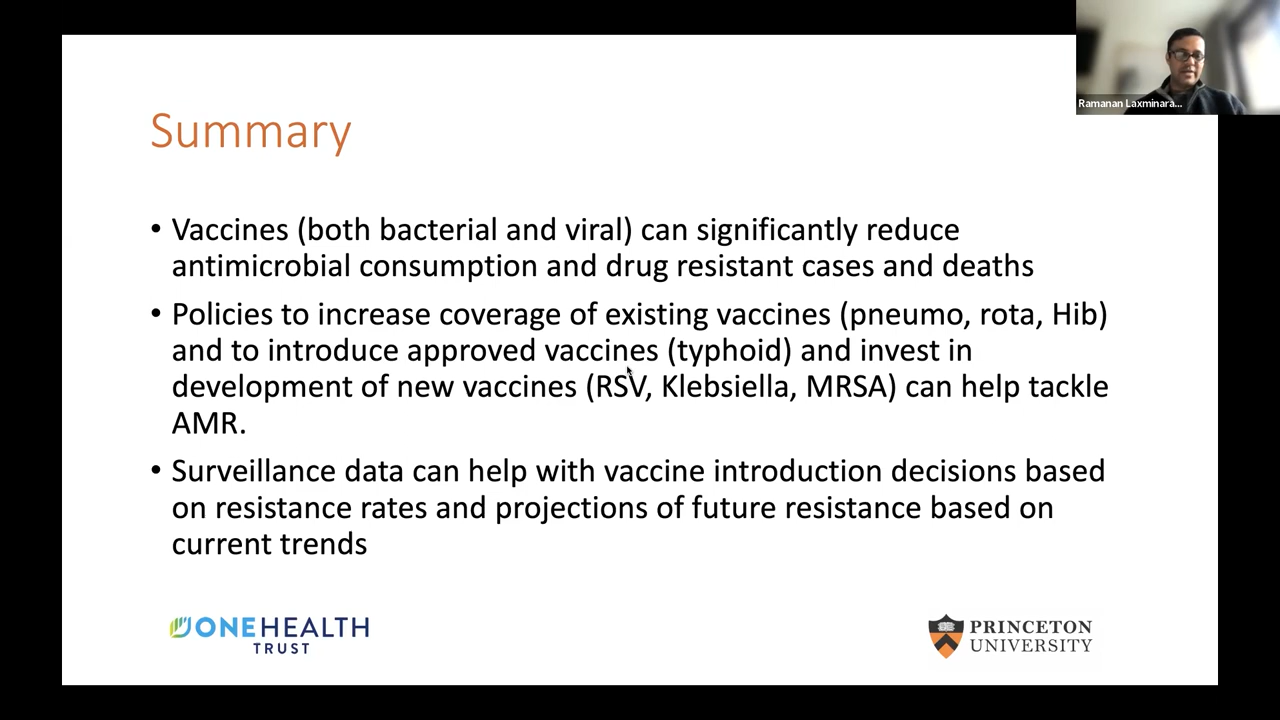 Ramanan Laxminara...
Summary
• Vaccines (both bacterial and viral) can significantly reduce
antimicrobial consumption and drug resistant cases and deaths
• Policies to increase coverage of existing vaccines (pneumo, rota, Hib)
and to introduce approved vaccines (typhoid) and invest in
development of new vaccines (RSV, Klebsiella, MRSA) can help tackle
AMR.
• Surveillance data can help with vaccine introduction decisions based
on resistance rates and projections of future resistance based on
current trends
ONEHEALTH
TRUST
PRINCETON
UNIVERSITY